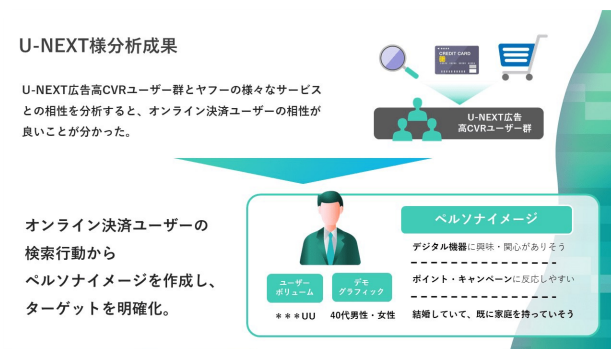 U-NEXT様分析成果
U-NEXT広告高CVRユーザー群とヤフーの様々なサービス
との相性を分析すると、オンライン決済ユーザーの相性が
良いことが分かった。
CREDIT CARD
U-NEXT広告
高CVRユーザー群
オンライン決済ユーザーの
検索行動から
ペルソナイメージを作成し、
ターゲットを明確化。
ペルソナイメージ
デジタル機器に興味・関心がありそう
ポイント・キャンペーンに反応しやすい
結婚していて、既に家庭を持っていそう
ユーザー
ボリューム
***UU
デモ
グラフィック
40代男性・女性